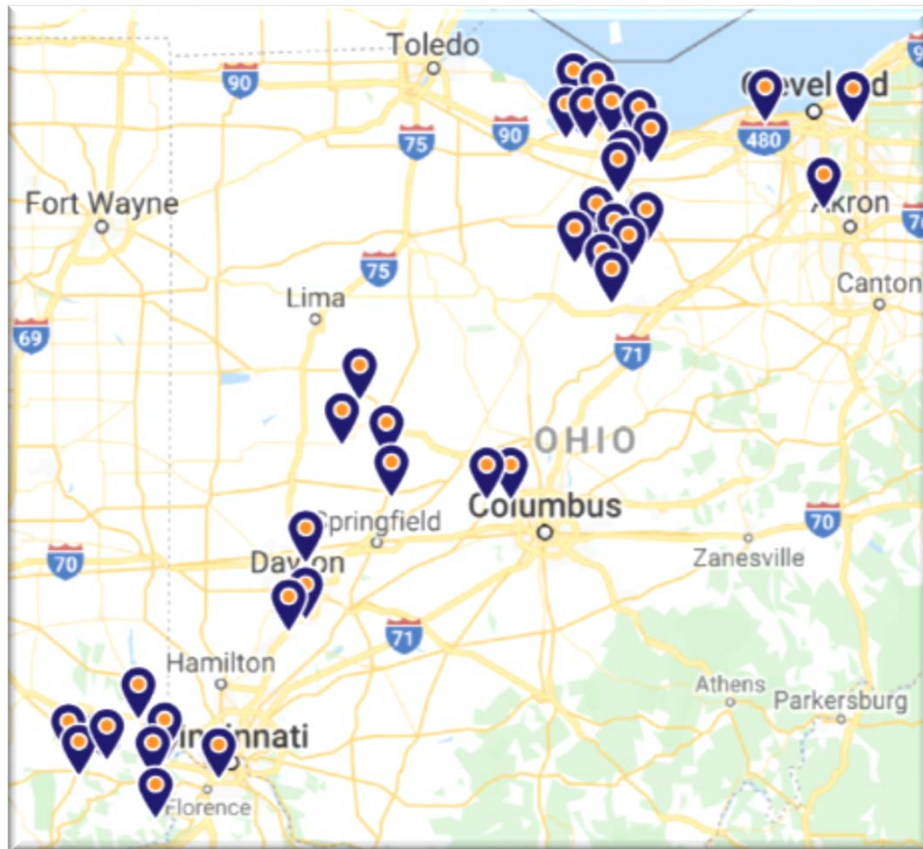 Toledo
90
Cleveland
90
75
480
Fort Wayne
Akron
75
Canton
Lima
69
71
OHIO
Columbus
Springfield
70
Zanesville
Dayton
70
71
Hamilton
Athens
Parkersburg
Cincinnati
Florence